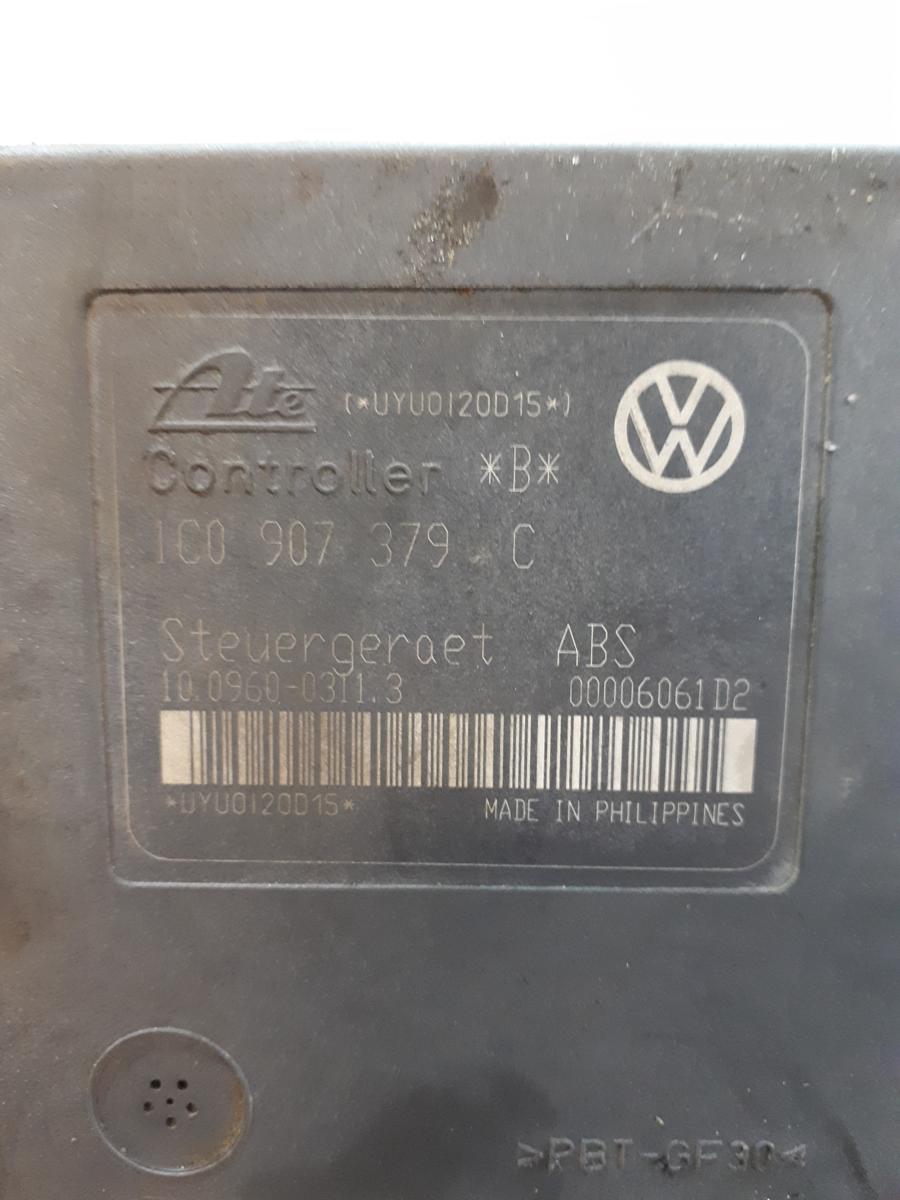 Ate (*UYU0120D15*)
Controller *B*
1C0 907 379 C
Steuergeraet ABS
10.0960-0311.3 00006061D2
*UYU0120D15* MADE IN PHILIPPINES
>PBT-GF30<